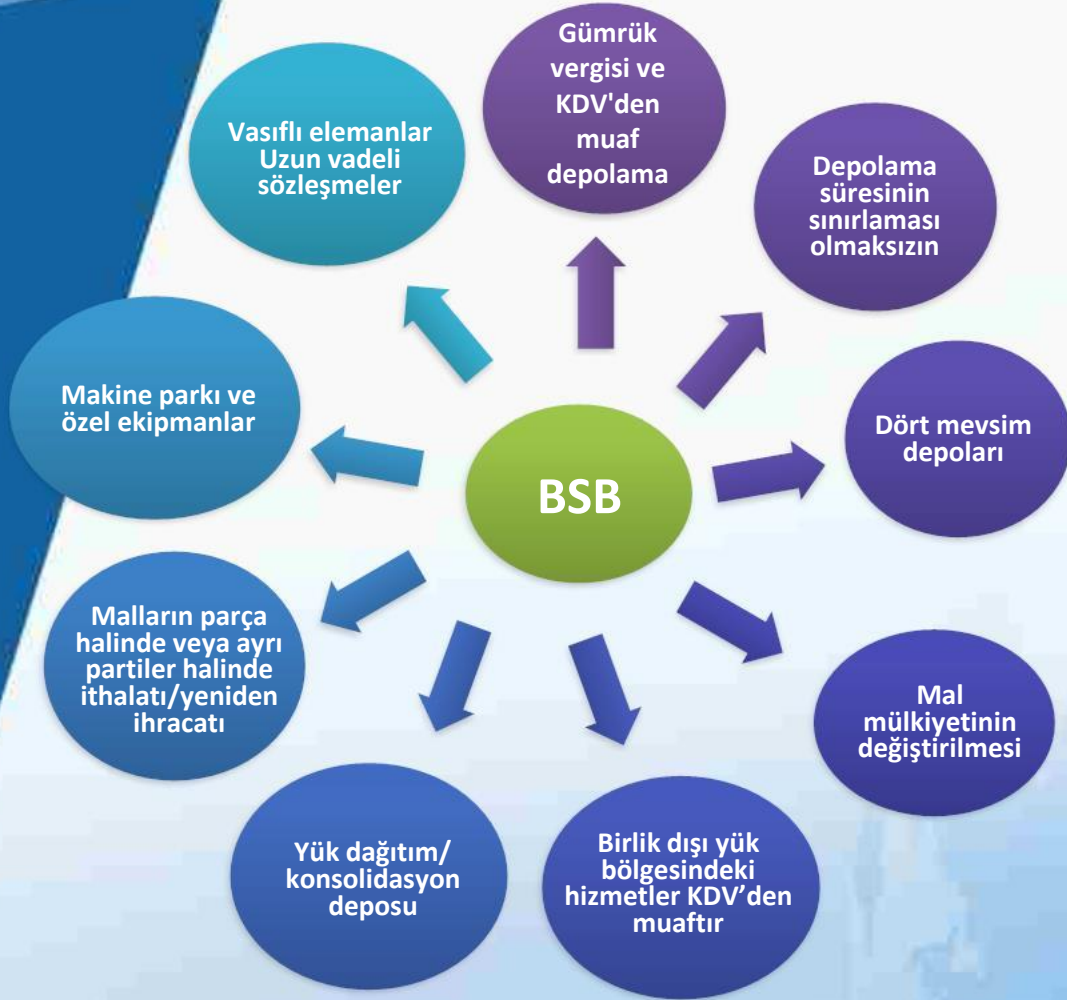 Gümrük
vergisi ve
KDV'den
muaf
depolama
Vasıflı elemanlar
Uzun vadeli
sözleşmeler
Depolama
süresinin
sınırlaması
olmaksızın
Makine parkı ve
özel ekipmanlar
Dört mevsim
depoları
BSB
Malların parça
halinde veya ayrı
partiler halinde
ithalatı/yeniden
ihracatı
Mal
mülkiyetinin
değiştirilmesi
Yük dağıtım/
konsolidasyon
deposu
Birlik dışı yük
bölgesindeki
hizmetler KDV’den
muaftır